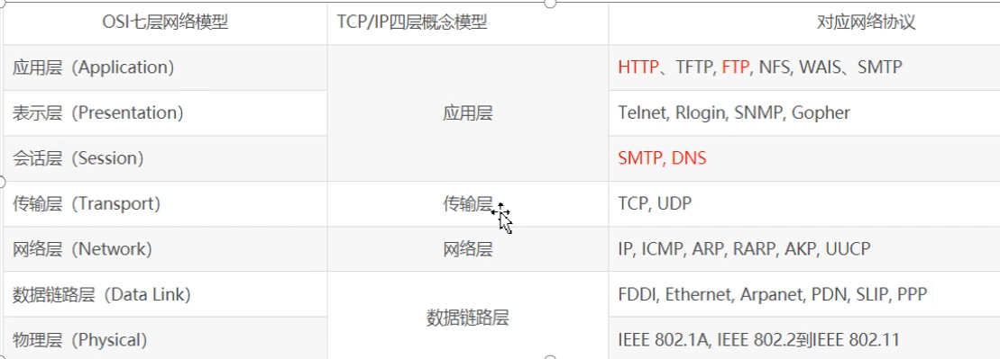 OSI七层网络模型 TCP/IP四层概念模型 对应网络协议
应用层（Application） HTTP、TFTP, FTP, NFS, WAIS、SMTP
表示层（Presentation） 应用层 Telnet, Rlogin, SNMP, Gopher
会话层（Session） SMTP, DNS
传输层（Transport） 传输层 TCP, UDP
网络层（Network） 网络层 IP, ICMP, ARP, RARP, AKP, UUCP
数据链路层（Data Link） FDDI, Ethernet, Arpanet, PDN, SLIP, PPP
数据链路层
物理层（Physical） IEEE 802.1A, IEEE 802.2到IEEE 802.11